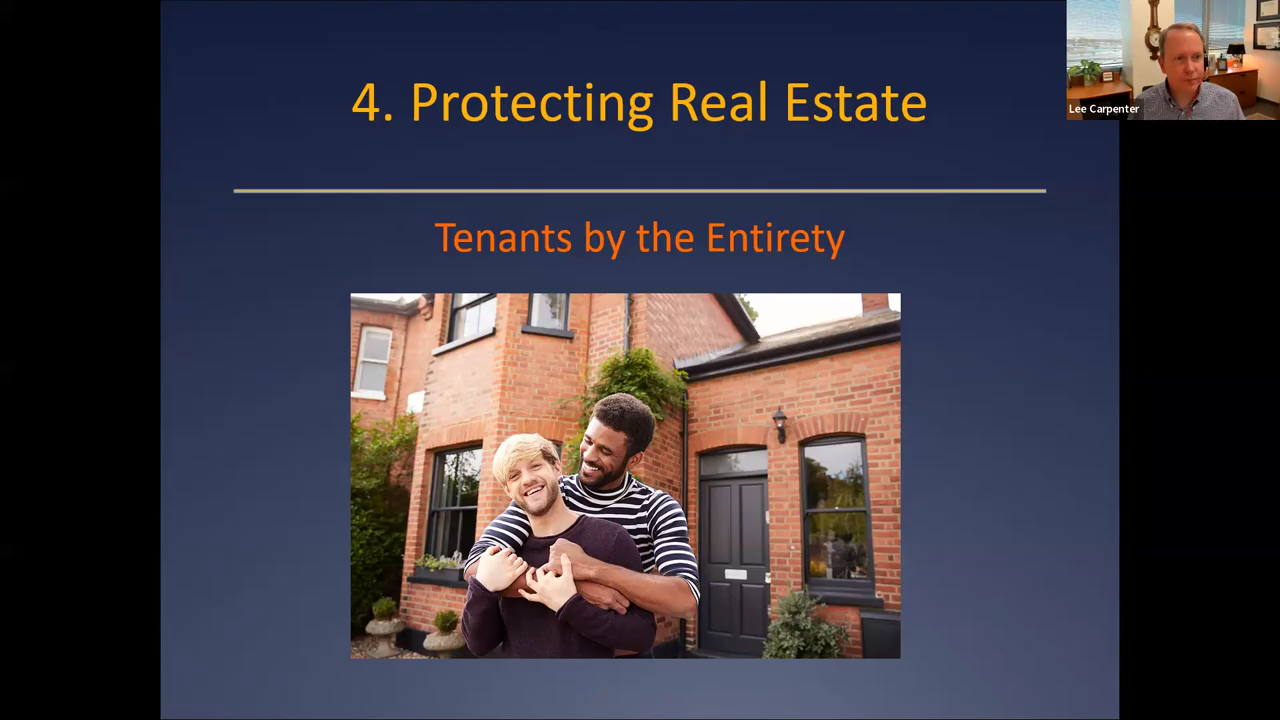 4. Protecting Real Estate
Lee Carpenter
Tenants by the Entirety